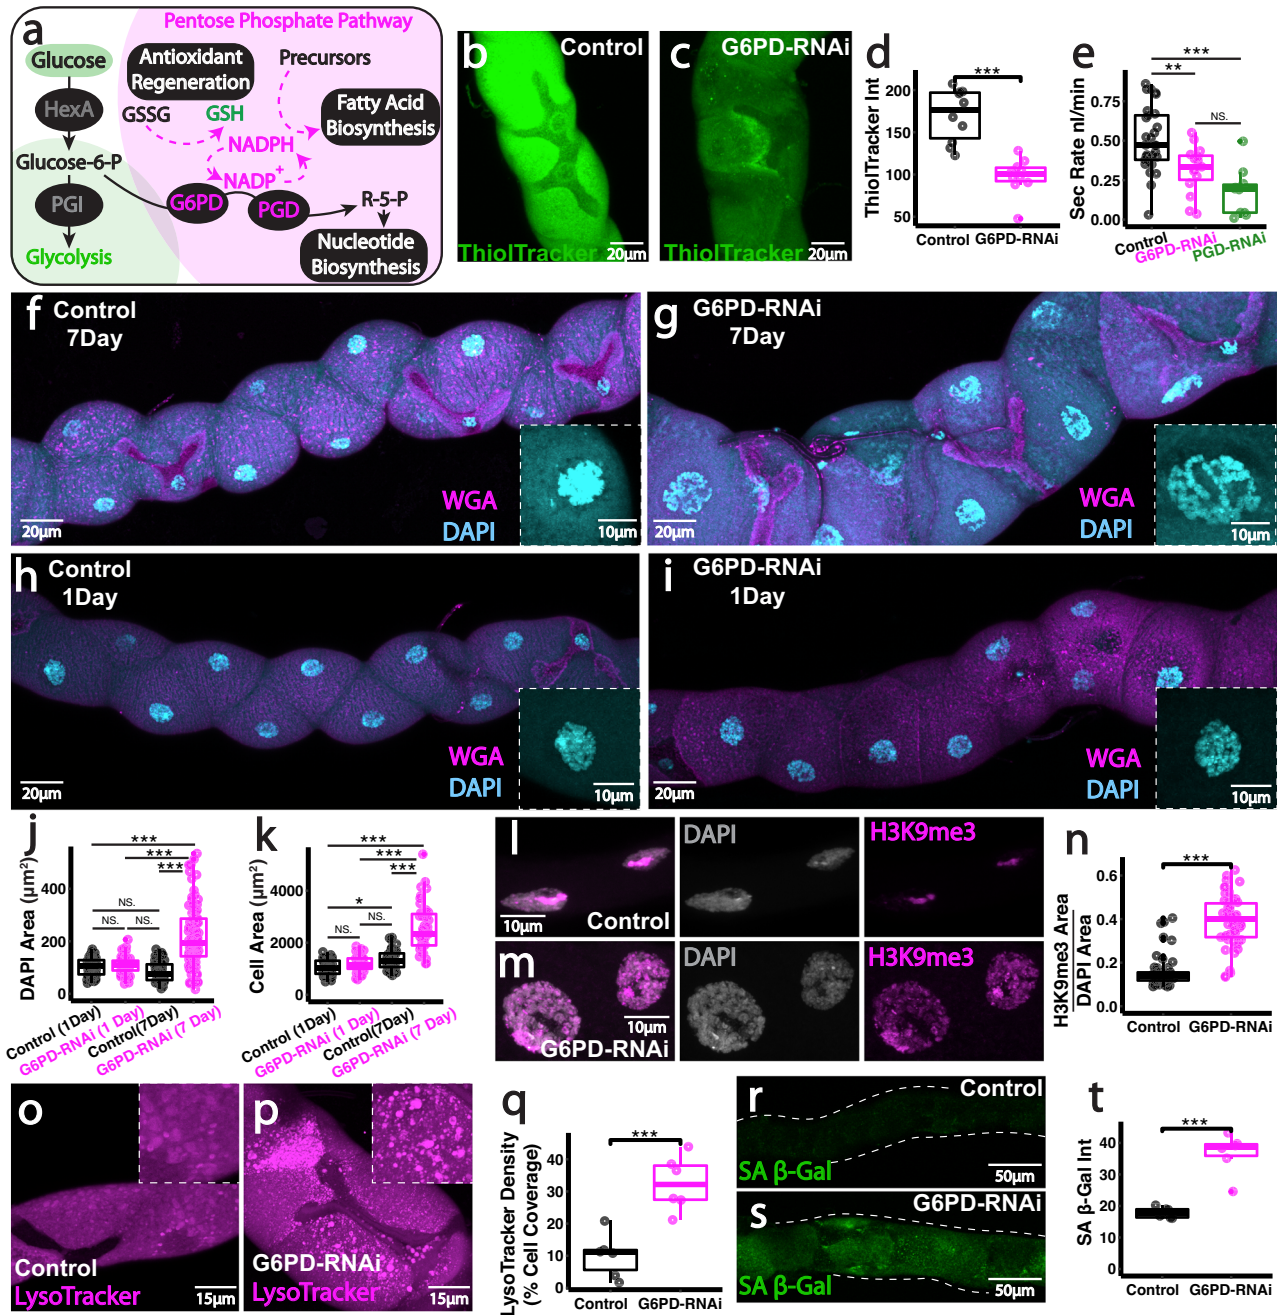 a
Pentose Phosphate Pathway
Glucose
Antioxidant
Regeneration
Precursors
HexA
GSSG
GSH
Fatty Acid
Biosynthesis
NADPH
Glucose-6-P
NADP+
PGI
G6PD
PGD
R-5-P
Glycolysis
Nucleotide
Biosynthesis
b
Control
ThiolTracker
20µm
c
G6PD-RNAi
ThiolTracker
20µm
d
***
ThiolTracker Int
200
150
100
50
Control
G6PD-RNAi
e
***
**
NS.
Sec Rate nl/min
0.75
0.50
0.25
0.00
Control
G6PD-RNAi
PGD-RNAi
f
Control
7Day
WGA
DAPI
20µm
10µm
g
G6PD-RNAi
7Day
WGA
DAPI
20µm
10µm
h
Control
1Day
WGA
DAPI
20µm
10µm
i
G6PD-RNAi
1Day
WGA
DAPI
20µm
10µm
j
***
***
***
NS.
NS.
NS.
DAPI Area (µm²)
400
200
0
Control (1Day)
G6PD-RNAi (1 Day)
Control(7Day)
G6PD-RNAi (7 Day)
k
***
***
***
*
NS.
NS.
Cell Area (µm²)
4000
2000
0
Control (1Day)
G6PD-RNAi (1 Day)
Control(7Day)
G6PD-RNAi (7 Day)
l
10µm
Control
DAPI
H3K9me3
m
10µm
G6PD-RNAi
DAPI
H3K9me3
n
***
H3K9me3 Area
DAPI Area
0.6
0.4
0.2
0.0
Control
G6PD-RNAi
o
Control
LysoTracker
15µm
p
G6PD-RNAi
LysoTracker
15µm
q
***
LysoTracker Density
(% Cell Coverage)
40
30
20
10
0
Control
G6PD-RNAi
r
Control
SA β-Gal
50µm
s
G6PD-RNAi
SA β-Gal
50µm
t
***
SA β-Gal Int
40
30
20
10
0
Control
G6PD-RNAi